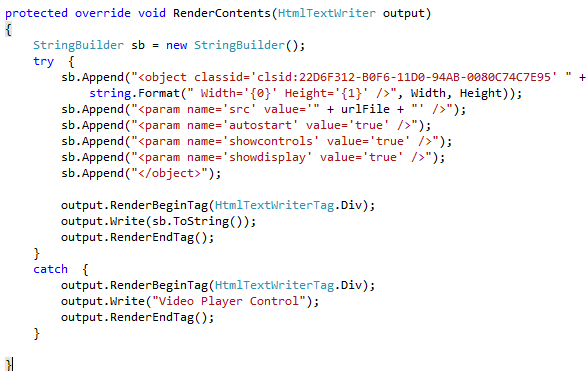 protected override void RenderContents(HtmlTextWriter output)
{
    StringBuilder sb = new StringBuilder();
    try  {
        sb.Append("<object classid='clsid:22D6F312-B0F6-11D0-94AB-0080C74C7E95' " +
            string.Format(" Width='{0}' Height='{1}' />", Width, Height));
        sb.Append("<param name='src' value='" + urlFile + "' />");
        sb.Append("<param name='autostart' value='true' />");
        sb.Append("<param name='showcontrols' value='true' />");
        sb.Append("<param name='showdisplay' value='true' />");
        sb.Append("</object>");

        output.RenderBeginTag(HtmlTextWriterTag.Div);
        output.Write(sb.ToString());
        output.RenderEndTag();
    }
    catch  {
        output.RenderBeginTag(HtmlTextWriterTag.Div);
        output.Write("Video Player Control");
        output.RenderEndTag();
    }

}